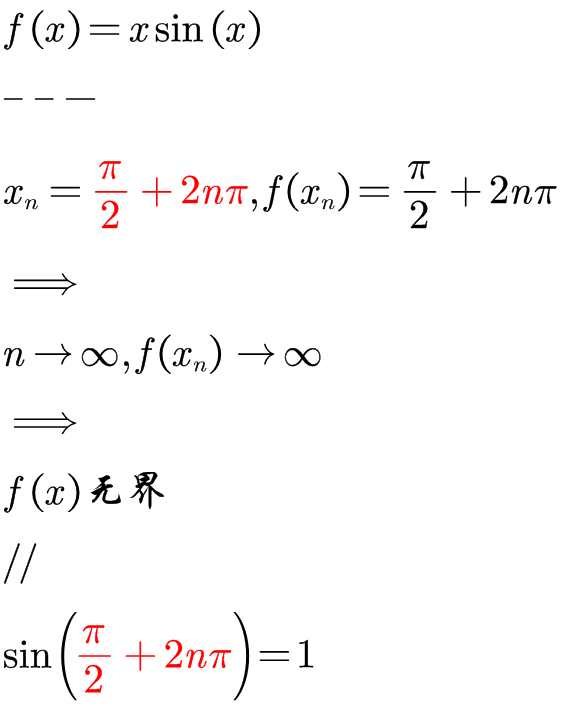 f(x)=x sin(x)
– – —
xₙ = π/2 + 2nπ, f(xₙ) = π/2 + 2nπ
⟹
n → ∞, f(xₙ) → ∞
⟹
f(x)无界
//
sin(π/2 + 2nπ) = 1